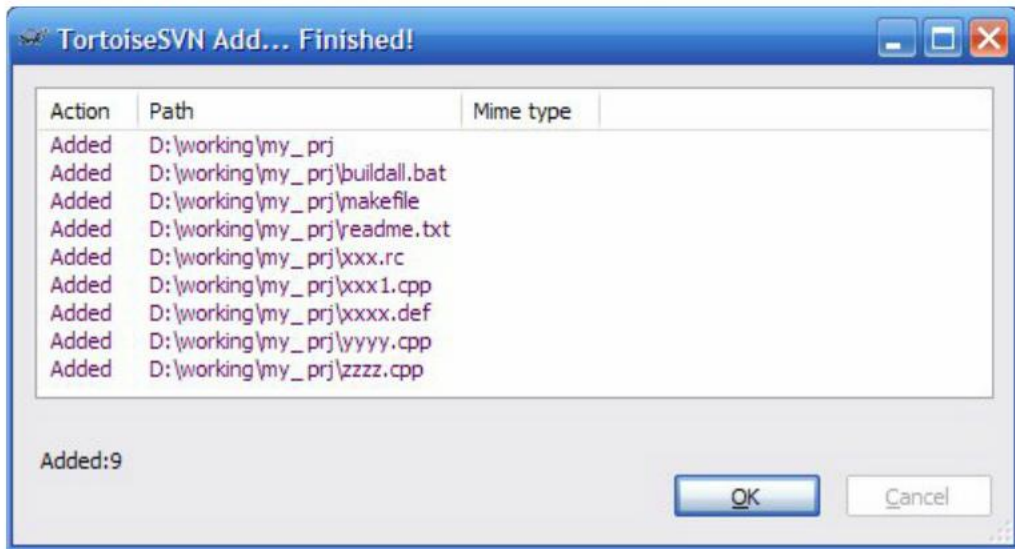 TortoiseSVN Add... Finished!
Action Path Mime type
Added D:\working\my_prj
Added D:\working\my_prj\buildall.bat
Added D:\working\my_prj\makefile
Added D:\working\my_prj\readme.txt
Added D:\working\my_prj\xxx.rc
Added D:\working\my_prj\xxx1.cpp
Added D:\working\my_prj\xxxx.def
Added D:\working\my_prj\yyyy.cpp
Added D:\working\my_prj\zzzz.cpp
Added:9
OK Cancel